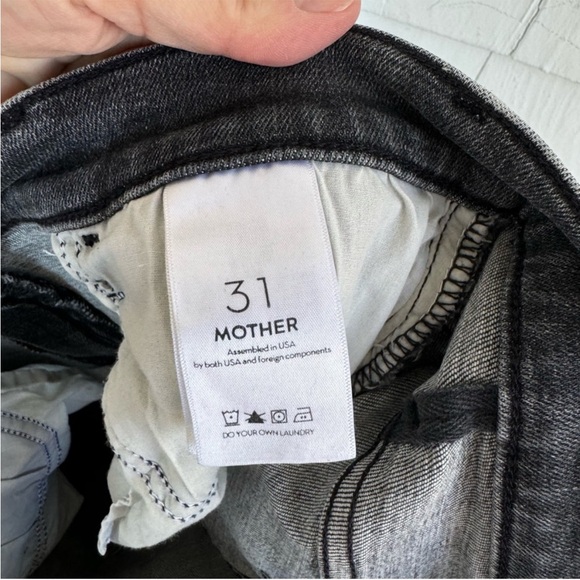 31
MOTHER
Assembled in USA
by both USA and foreign components
DO YOUR OWN LAUNDRY